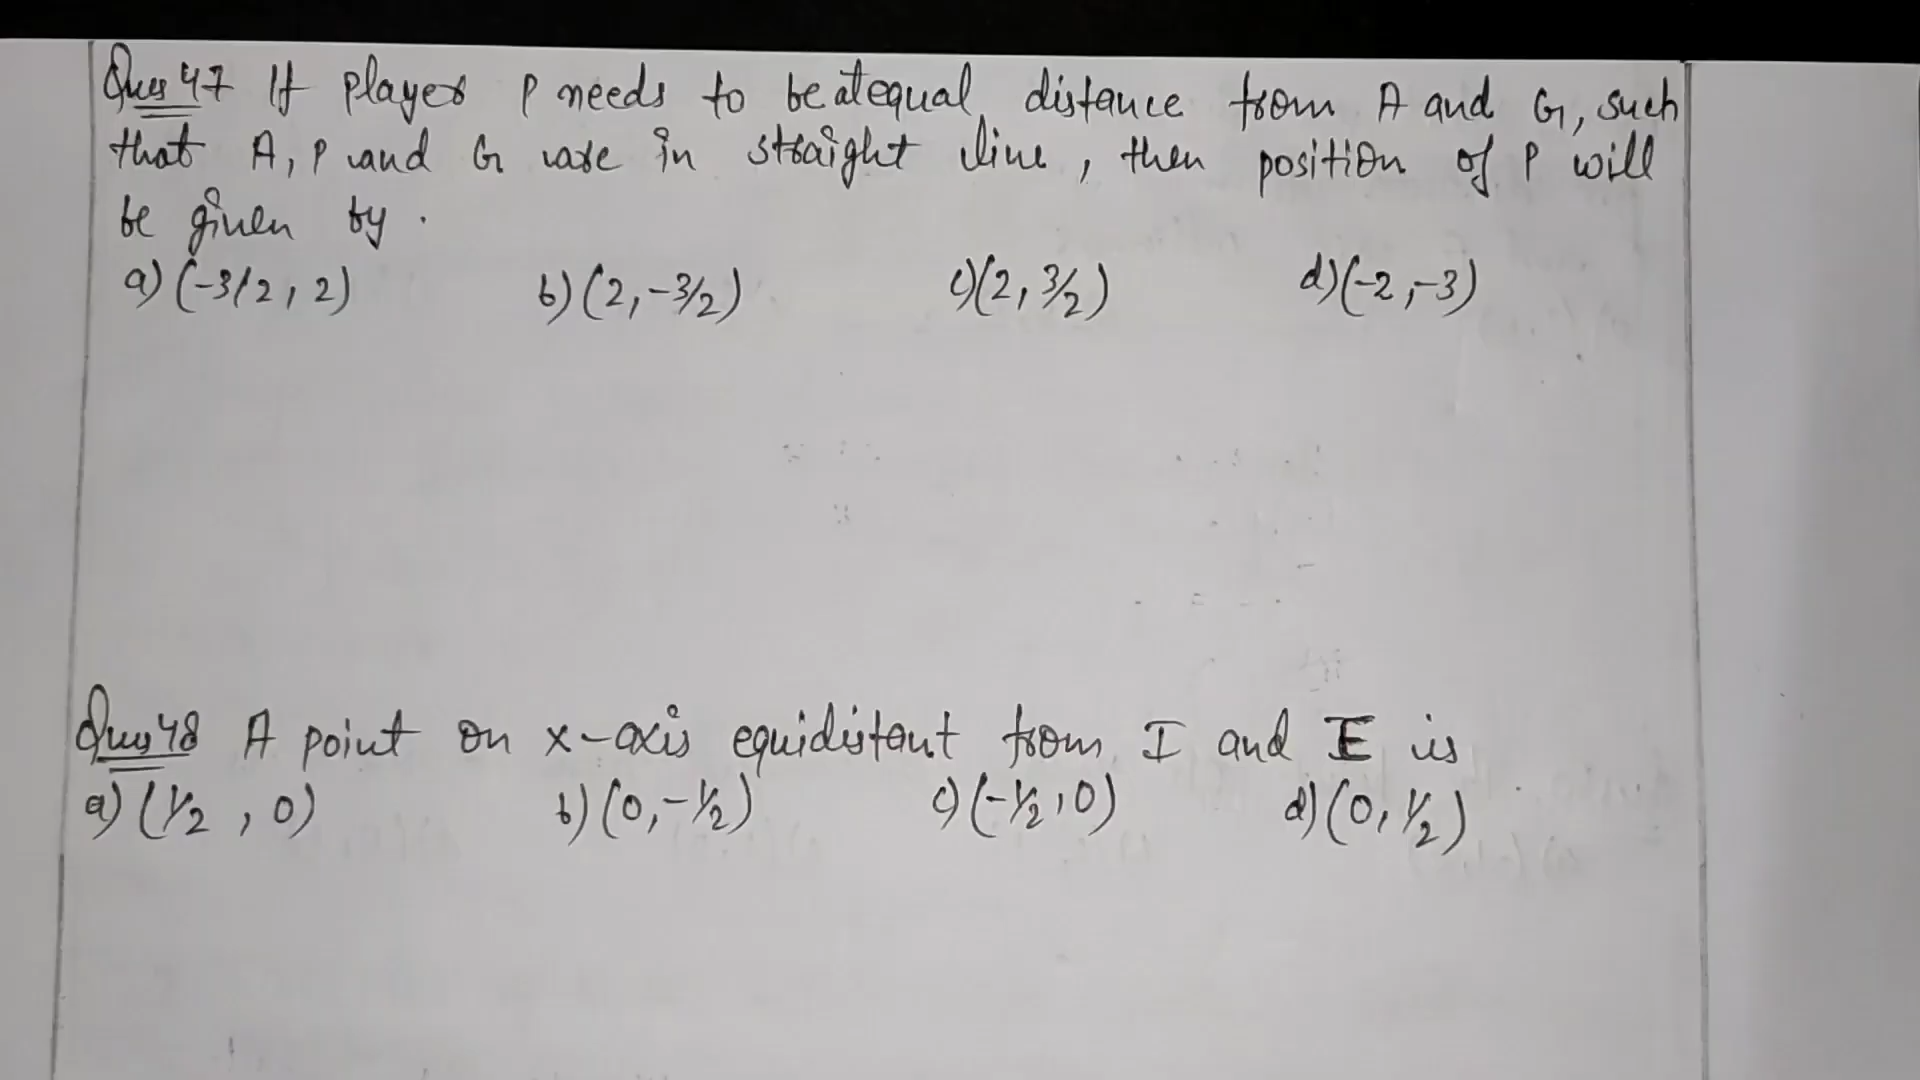 Ques 47 If player P needs to be at equal distance from A and G, such
that A, P and G are in straight line, then position of P will
be given by.
a) (-3/2, 2) b) (2, -3/2) c) (2, 3/2) d) (-2, -3)
Ques 48 A point on x-axis equidistant from I and E is
a) (1/2, 0) b) (0, -1/2) c) (-1/2, 0) d) (0, 1/2)